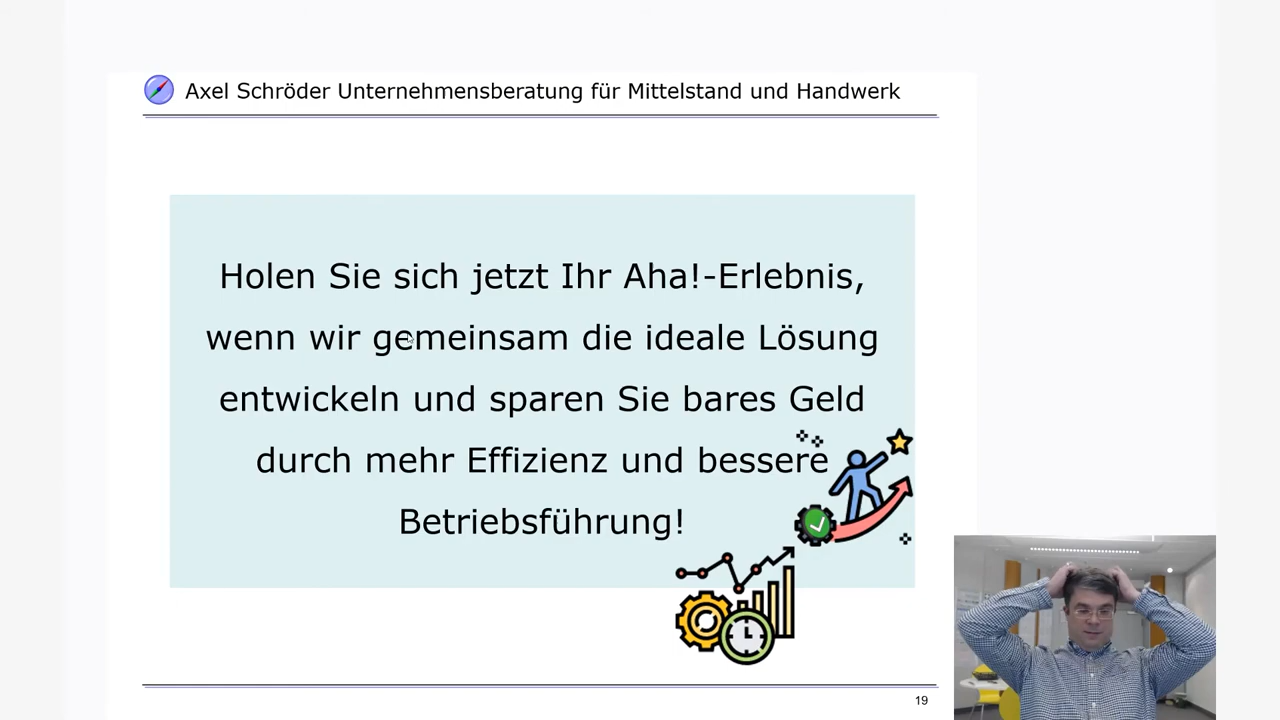 Axel Schröder Unternehmensberatung für Mittelstand und Handwerk
Holen Sie sich jetzt Ihr Aha!-Erlebnis,
wenn wir gemeinsam die ideale Lösung
entwickeln und sparen Sie bares Geld
durch mehr Effizienz und bessere
Betriebsführung!
19